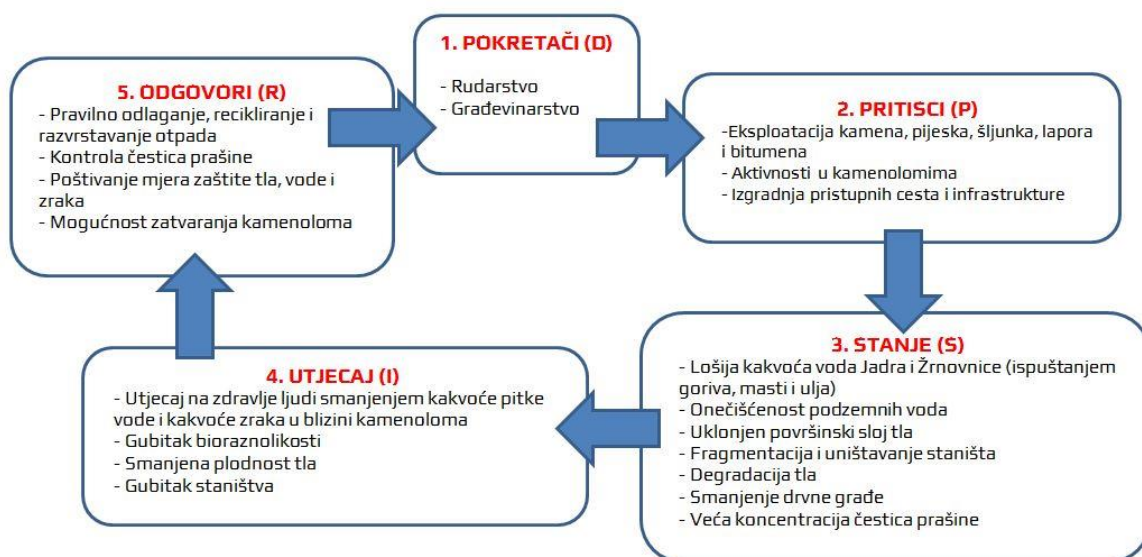 1. POKRETAČI (D)
- Rudarstvo
- Građevinarstvo
2. PRITISCI (P)
-Eksploatacija kamena, pijeska, šljunka, lapora
i bitumena
- Aktivnosti u kamenolomima
- Izgradnja pristupnih cesta i infrastrukture
3. STANJE (S)
- Lošija kakvoća voda Jadra i Žrnovnice (ispuštanjem
goriva, masti i ulja)
- Onečišćenost podzemnih voda
- Uklonjen površinski sloj tla
- Fragmentacija i uništavanje staništa
- Degradacija tla
- Smanjenje drvne građe
- Veća koncentracija čestica prašine
4. UTJECAJ (I)
- Utjecaj na zdravlje ljudi smanjenjem kakvoće pitke
vode i kakvoće zraka u blizini kamenoloma
- Gubitak bioraznolikosti
- Smanjena plodnost tla
- Gubitak staništva
5. ODGOVORI (R)
- Pravilno odlaganje, recikliranje i
razvrstavanje otpada
- Kontrola čestica prašine
- Poštivanje mjera zaštite tla, vode i
zraka
- Mogućnost zatvaranja kamenoloma